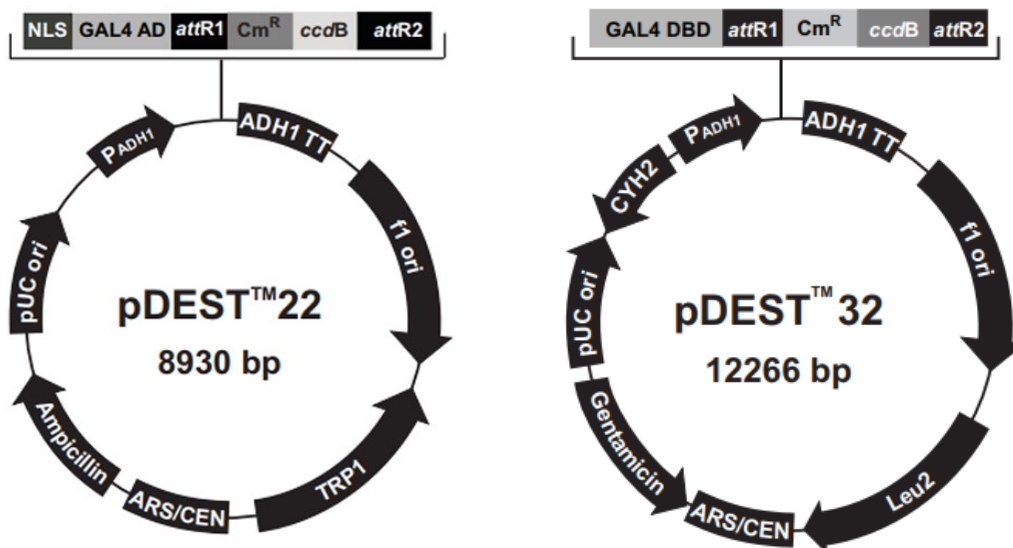 NLS GAL4 AD attR1 CmR ccdB attR2
PADH1
ADH1 TT
f1 ori
TRP1
ARS/CEN
Ampicillin
pUC ori
pDEST™22
8930 bp
GAL4 DBD attR1 CmR ccdB attR2
PADH1
ADH1 TT
f1 ori
Leu2
ARS/CEN
Gentamicin
pUC ori
CYH2
pDEST™32
12266 bp